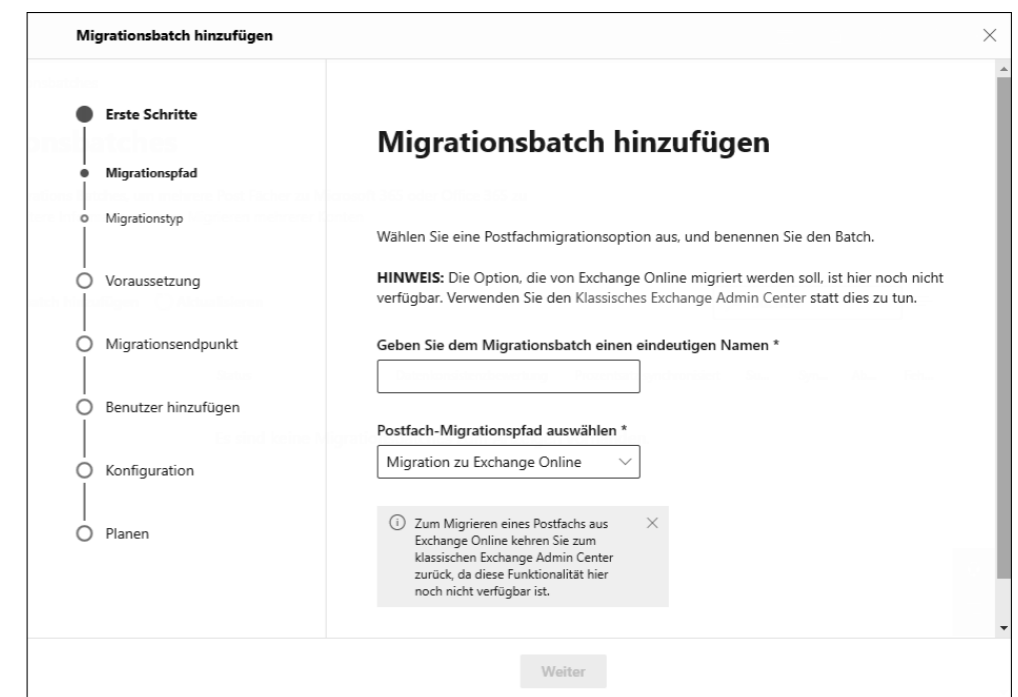 Migrationsbatch hinzufügen
Erste Schritte
Migrationspfad
Migrationstyp
Voraussetzung
Migrationsendpunkt
Benutzer hinzufügen
Konfiguration
Planen
Migrationsbatch hinzufügen
Wählen Sie eine Postfachmigrationsoption aus, und benennen Sie den Batch.
HINWEIS: Die Option, die von Exchange Online migriert werden soll, ist hier noch nicht
verfügbar. Verwenden Sie den Klassisches Exchange Admin Center statt dies zu tun.
Geben Sie dem Migrationsbatch einen eindeutigen Namen *
Postfach-Migrationspfad auswählen *
Migration zu Exchange Online
Zum Migrieren eines Postfachs aus
Exchange Online kehren Sie zum
klassischen Exchange Admin Center
zurück, da diese Funktionalität hier
noch nicht verfügbar ist.
Weiter